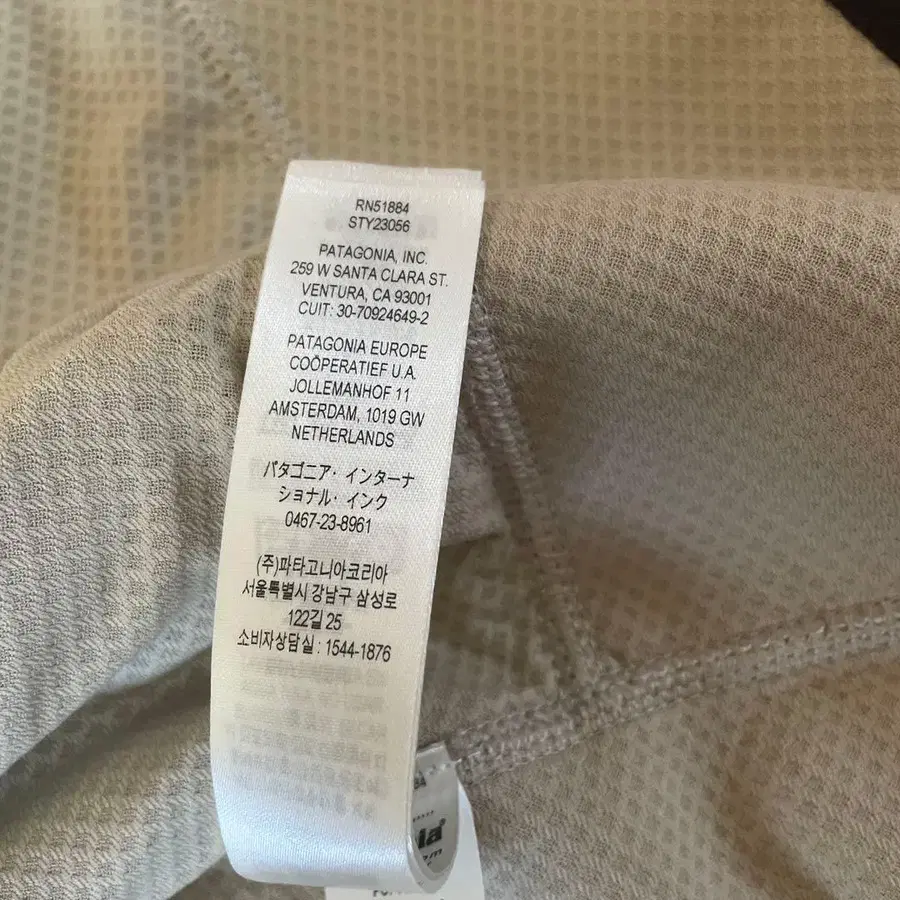 RN51884
STY23056
PATAGONIA, INC.
259 W SANTA CLARA ST.
VENTURA, CA 93001
CUIT: 30-70924649-2
PATAGONIA EUROPE
COÖPERATIEF U.A.
JOLLEMANHOF 11
AMSTERDAM, 1019 GW
NETHERLANDS
パタゴニア・インターナ
ショナル・インク
0467-23-8961
(주)파타고니아코리아
서울특별시 강남구 삼성로
122길 25
소비자상담실 : 1544-1876